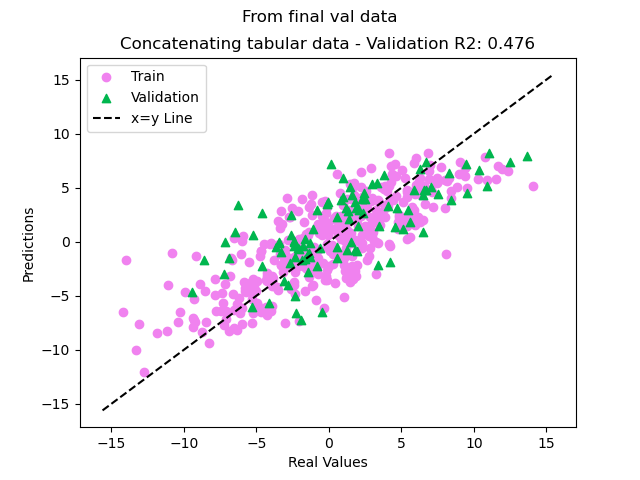 From final val data
Concatenating tabular data - Validation R2: 0.476
Train
Validation
x=y Line
15
10
5
0
−5
−10
−15
Predictions
−15 −10 −5 0 5 10 15
Real Values